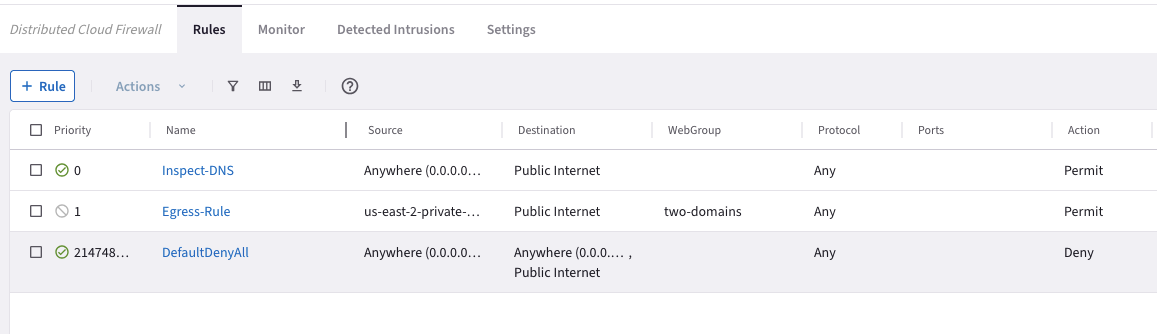 Distributed Cloud Firewall Rules Monitor Detected Intrusions Settings
+ Rule Actions
Priority Name Source Destination WebGroup Protocol Ports Action
0 Inspect-DNS Anywhere (0.0.0.0... Public Internet Any Permit
1 Egress-Rule us-east-2-private-... Public Internet two-domains Any Permit
214748... DefaultDenyAll Anywhere (0.0.0.0... Anywhere (0.0.0.... , Any Deny
Public Internet